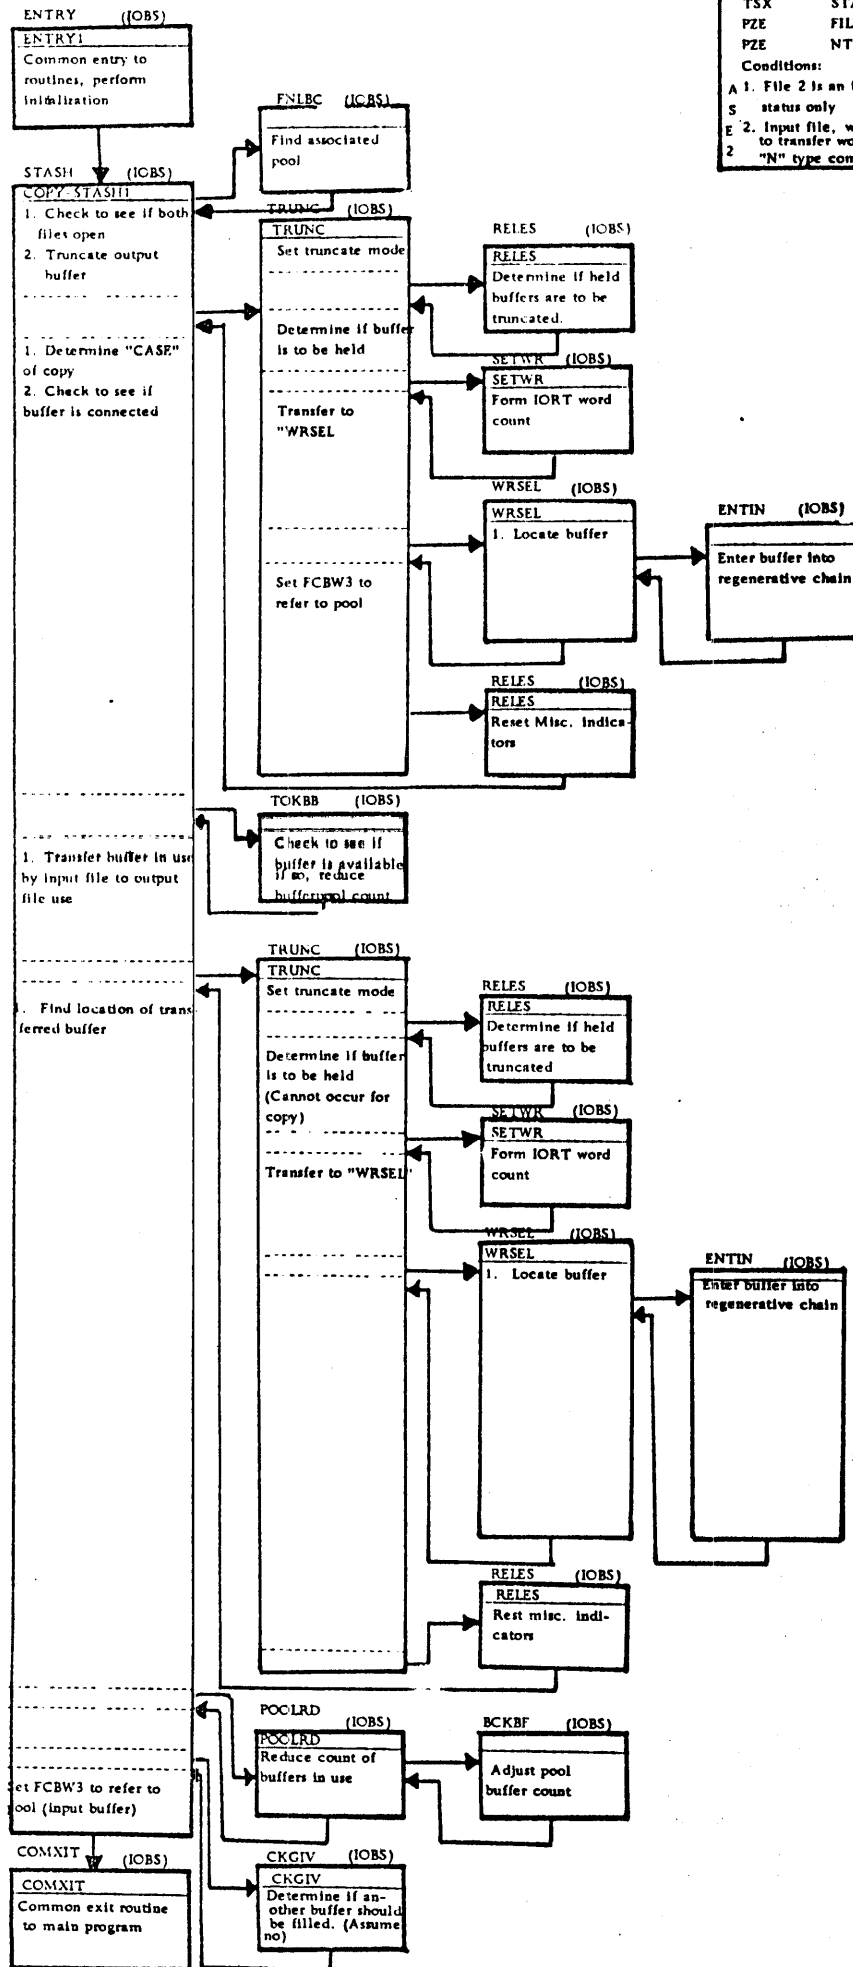 ENTRY (IOBS)
ENTRY1
Common entry to
routines, perform
initialization
TSX
PZE
PZE
Conditions:
A 1. File 2 is an
S status only
E 2. Input file,
2 to transfer
"N" type
FNLBC (IOBS)
Find associated
pool
STASH (IOBS)
COPY-STASH1
1. Check to see if both
files open
2. Truncate output
buffer
1. Determine "CASE"
of copy
2. Check to see if
buffer is connected
TRUNC (IOBS)
TRUNC
Set truncate mode
Determine if buffer
is to be held
Transfer to
"WRSEL
Set FCBW3 to
refer to pool
RELES (IOBS)
RELES
Determine if held
buffers are to be
truncated.
SETWR (IOBS)
SETWR
Form IORT word
count
WRSEL (IOBS)
WRSEL
1. Locate buffer
ENTIN (IOBS)
Enter buffer into
regenerative chain
RELES (IOBS)
RELES
Reset Misc. indica-
tors
TOKBB (IOBS)
Check to see if
buffer is available
if so, reduce
buffer pool count
1. Transfer buffer in use
by input file to output
file use
1. Find location of trans
ferred buffer
TRUNC (IOBS)
TRUNC
Set truncate mode
Determine if buffer
is to be held
(Cannot occur for
copy)
Transfer to "WRSEL"
RELES (IOBS)
RELES
Determine if held
buffers are to be
truncated
SETWR (IOBS)
SETWR
Form IORT word
count
WRSEL (IOBS)
WRSEL
1. Locate buffer
ENTIN (IOBS)
Enter buffer into
regenerative chain
RELES (IOBS)
RELES
Rest misc. indi-
cators
POOLRD (IOBS)
POOLRD
Reduce count of
buffers in use
BCKBF (IOBS)
Adjust pool
buffer count
Set FCBW3 to refer to
pool (input buffer)
COMXIT (IOBS)
COMXIT
Common exit routine
to main program
CKGIV (IOBS)
CKGIV
Determine if an-
other buffer should
be filled. (Assume
no)